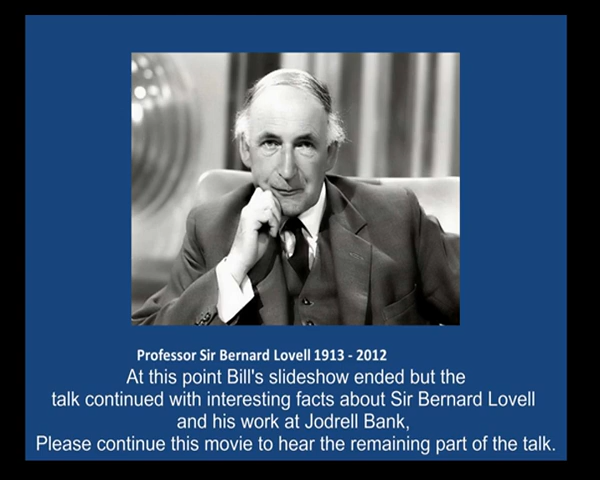 Professor Sir Bernard Lovell 1913 - 2012
At this point Bill's slideshow ended but the
talk continued with interesting facts about Sir Bernard Lovell
and his work at Jodrell Bank,
Please continue this movie to hear the remaining part of the talk.